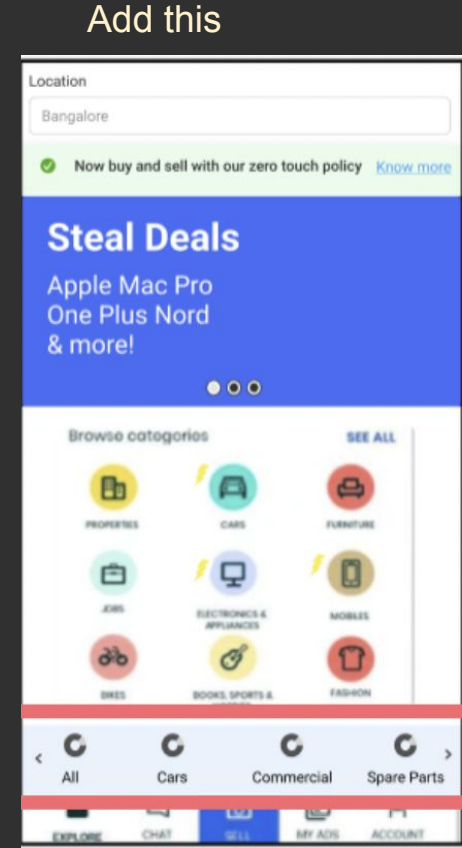 Add this
Location
Bangalore
Now buy and sell with our zero touch policy Know more
Steal Deals
Apple Mac Pro
One Plus Nord
& more!
Browse categories SEE ALL
PROPERTIES CARS FURNITURE
JOBS ELECTRONICS & APPLIANCES MOBILES
BIKES BOOKS, SPORTS & FASHION
All Cars Commercial Spare Parts
EXPLORE CHAT SELL MY ADS ACCOUNT